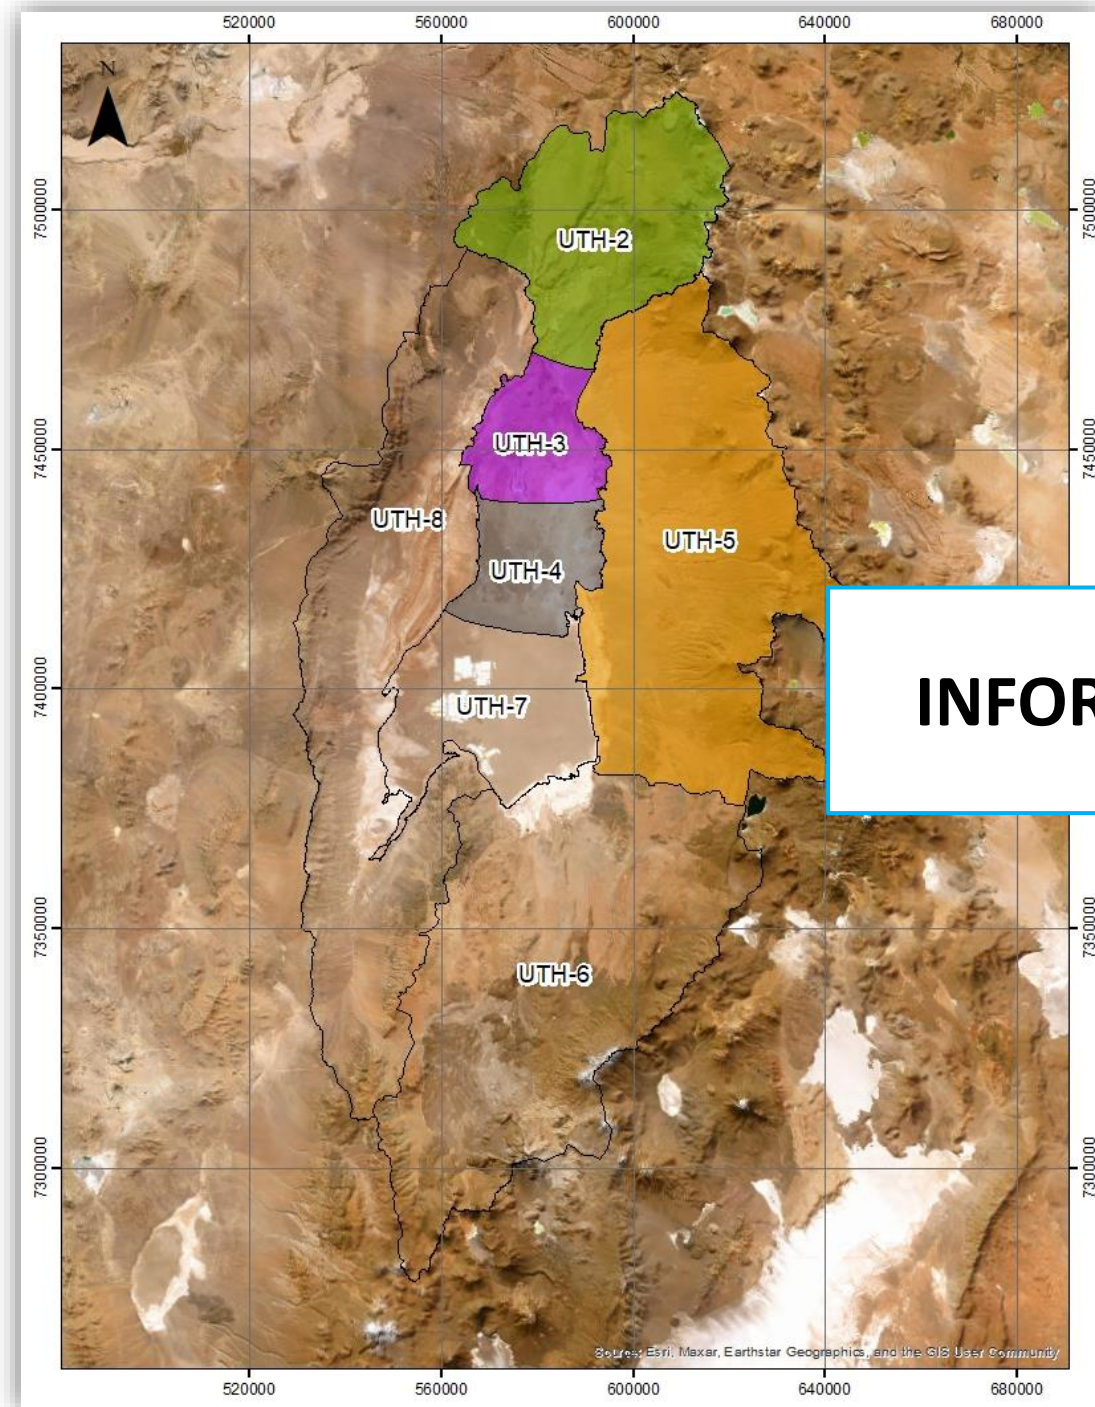 520000 560000 600000 640000 680000
N
7500000 7500000
UTH-2
7450000 7450000
UTH-3
UTH-8
UTH-5
UTH-4
INFOR
7400000
UTH-7
7350000 7350000
UTH-6
7300000 7300000
Source: Esri, Maxar, Earthstar Geographics, and the GIS User Community
520000 560000 600000 640000 680000